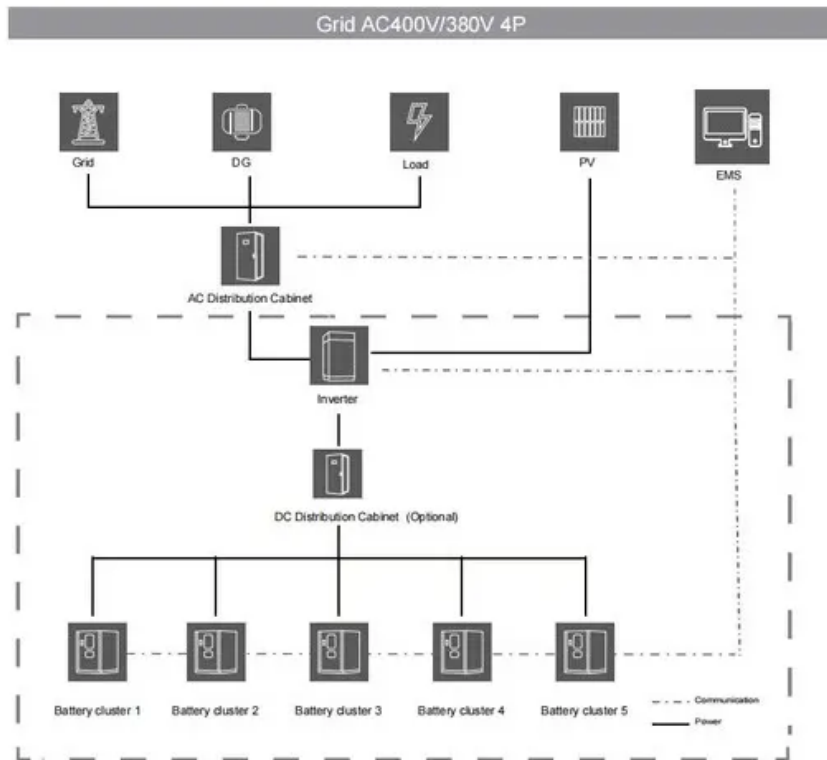 Grid AC400V/380V 4P
Grid
DG
Load
PV
EMS
AC Distribution Cabinet
Inverter
DC Distribution Cabinet (Optional)
Battery cluster 1
Battery cluster 2
Battery cluster 3
Battery cluster 4
Battery cluster 5
Communication
Power